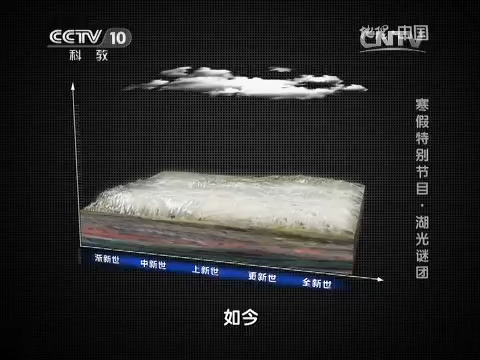 CCTV 10
科教
地理·中国
CNTV
寒假特别节目·湖光谜团
渐新世
中新世
上新世
更新世
全新世
如今